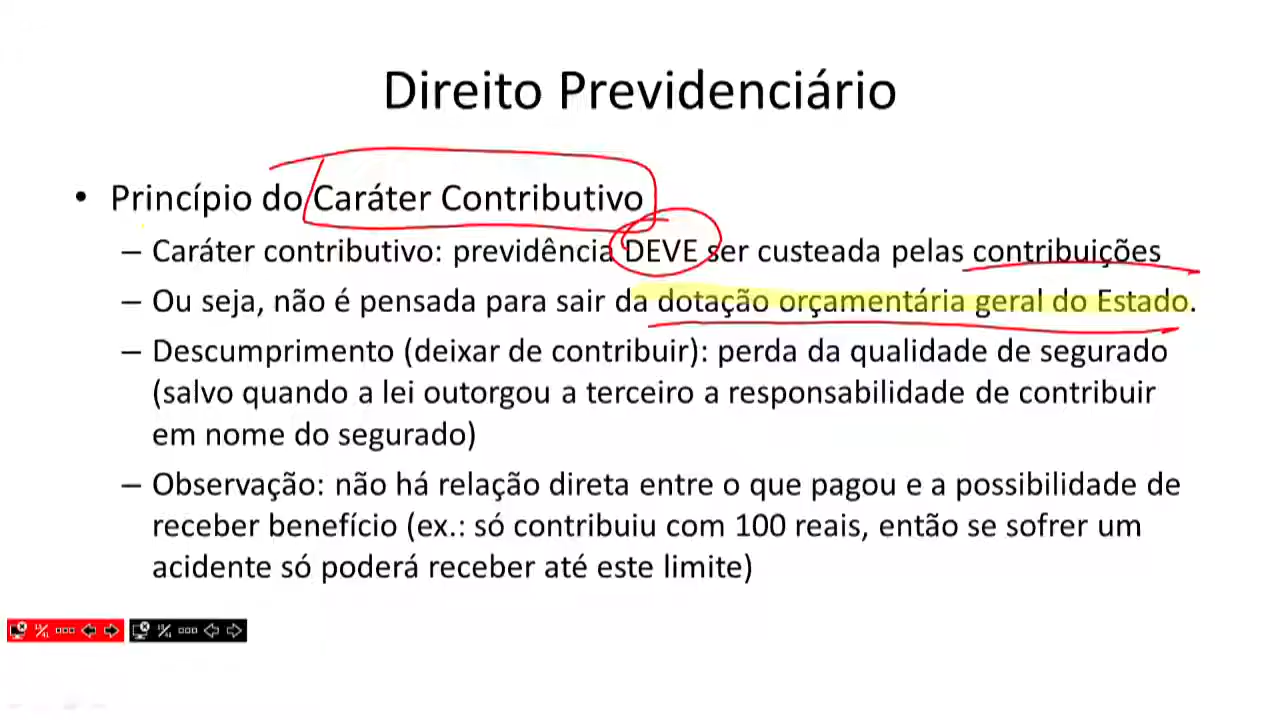 Direito Previdenciário
• Princípio do Caráter Contributivo
– Caráter contributivo: previdência DEVE ser custeada pelas contribuições
– Ou seja, não é pensada para sair da dotação orçamentária geral do Estado.
– Descumprimento (deixar de contribuir): perda da qualidade de segurado
(salvo quando a lei outorgou a terceiro a responsabilidade de contribuir
em nome do segurado)
– Observação: não há relação direta entre o que pagou e a possibilidade de
receber benefício (ex.: só contribuiu com 100 reais, então se sofrer um
acidente só poderá receber até este limite)